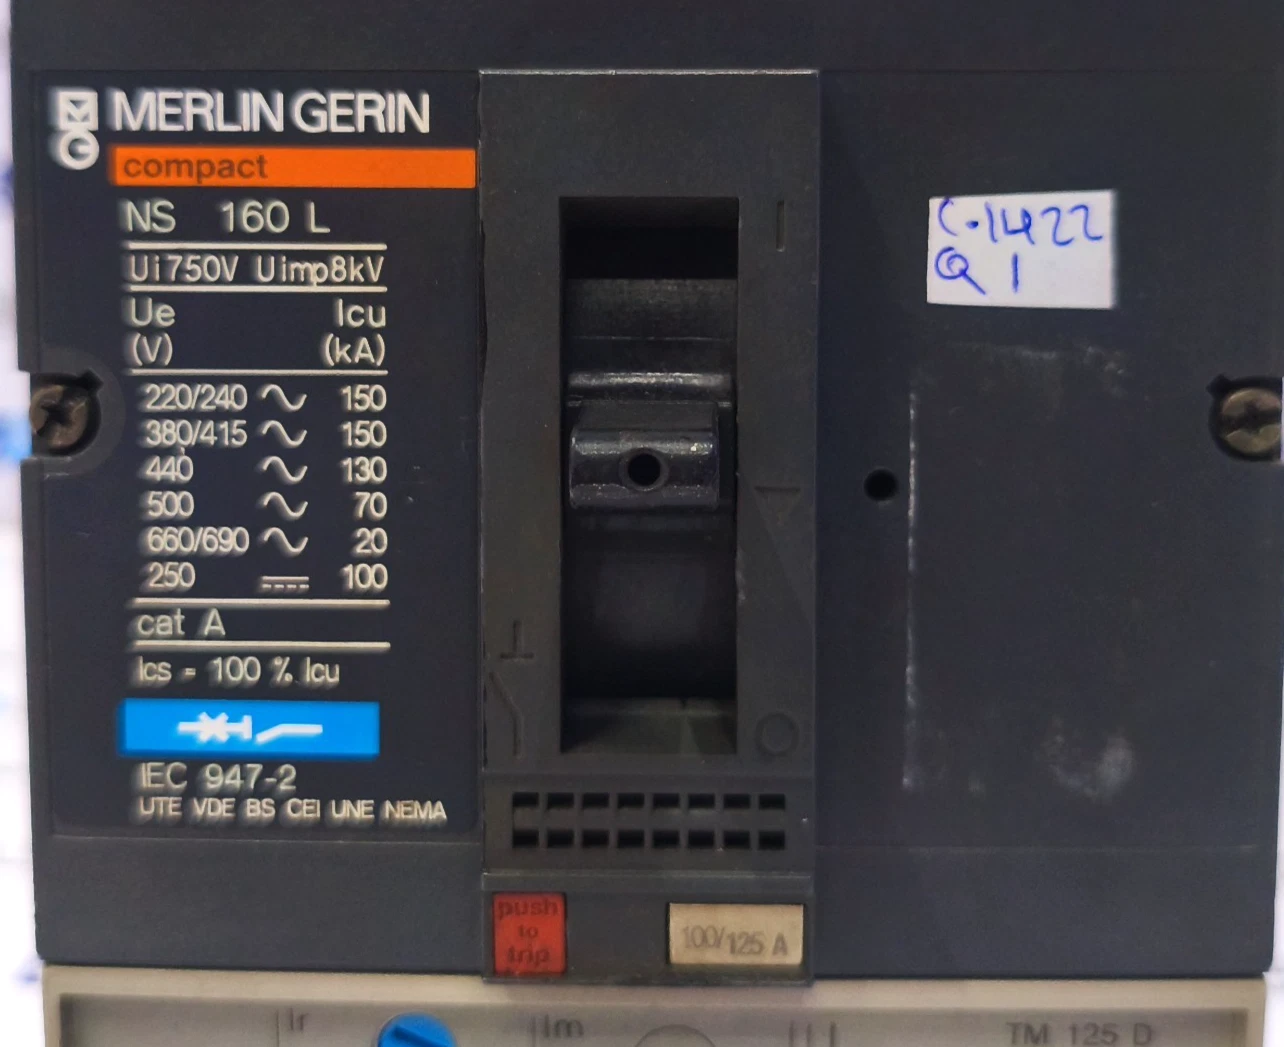 MERLIN GERIN
compact
NS 160 L
Ui750V Uimp8kV
Ue Icu
(V) (kA)
220/240 150
380/415 150
440 130
500 70
660/690 20
250 100
cat A
Ics = 100 % Icu
IEC 947-2
UTE VDE BS CEI UNE NEMA
C.1422
Q 1
I
O
push
to
trip
100/125 A
Ir Im TM 125 D